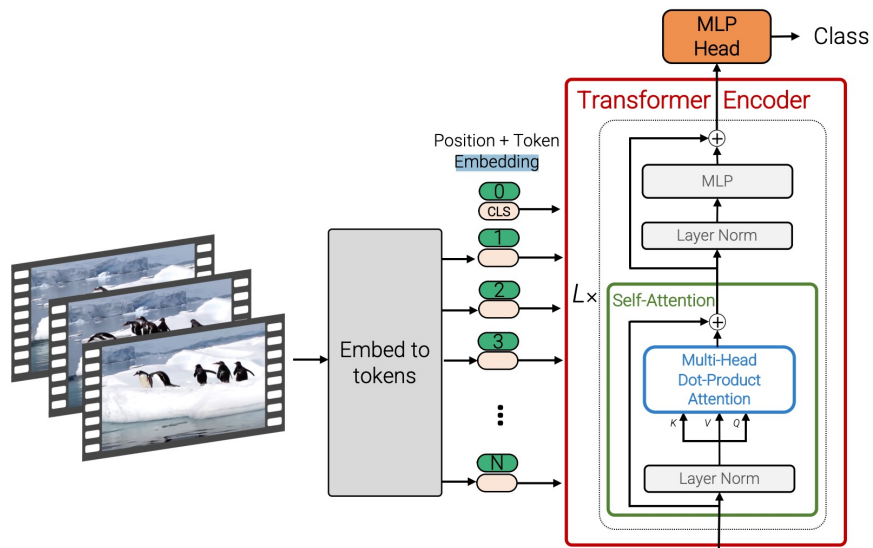 MLP
Head
Class
Transformer Encoder
Position + Token
Embedding
0
CLS
1
2
3
N
Embed to
tokens
L×
MLP
Layer Norm
Self-Attention
Multi-Head
Dot-Product
Attention
K V Q
Layer Norm